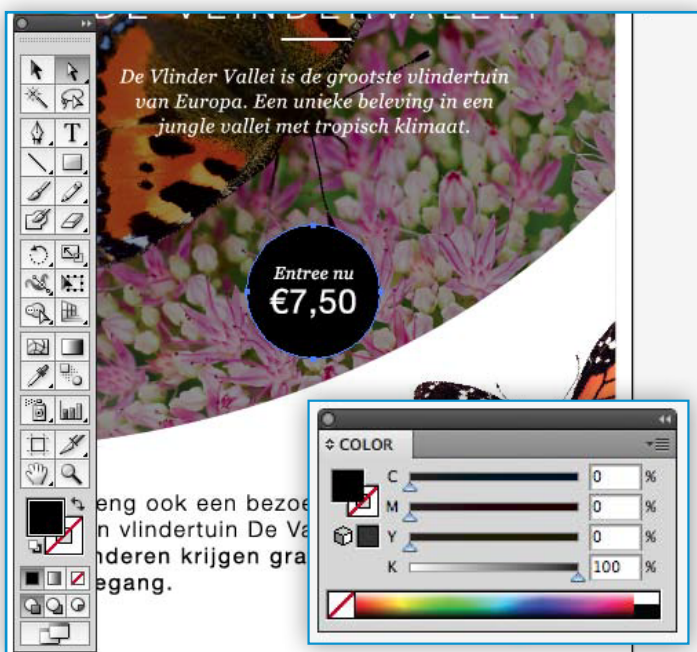 DE VLINDERVALLEI
De Vlinder Vallei is de grootste vlindertuin
van Europa. Een unieke beleving in een
jungle vallei met tropisch klimaat.
Entree nu
€7,50
eng ook een bezoe
n vlindertuin De Va
nderen krijgen gra
egang.
COLOR
C 0 %
M 0 %
Y 0 %
K 100 %